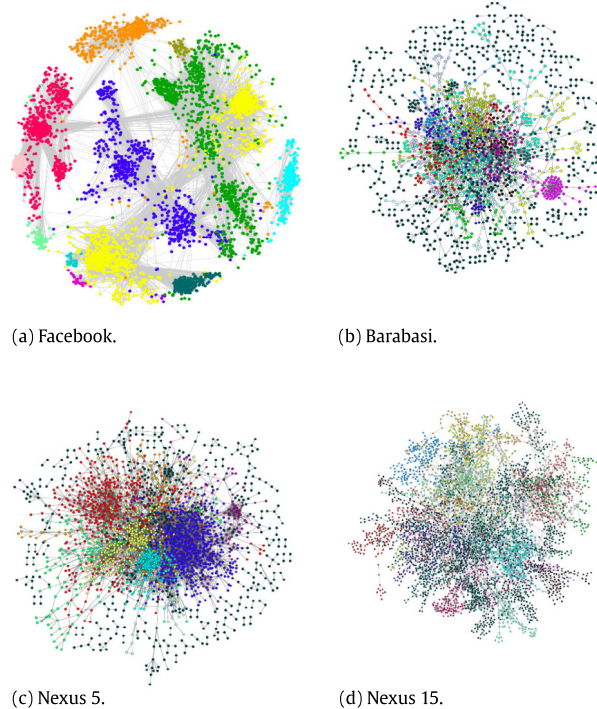 (a) Facebook.
(b) Barabasi.
(c) Nexus 5.
(d) Nexus 15.